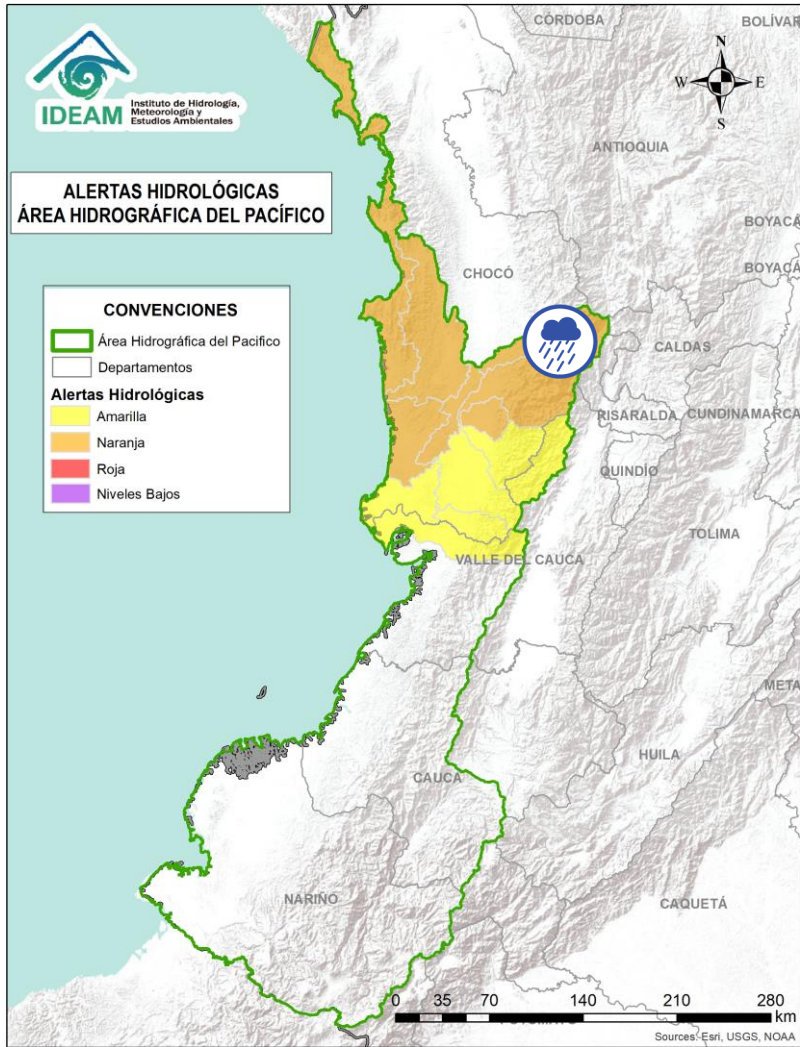 CÓRDOBA
BOLÍVAR
N
W
E
S
IDEAM
Instituto de Hidrología,
Meteorología y
Estudios Ambientales
ANTIOQUIA
ALERTAS HIDROLÓGICAS
ÁREA HIDROGRÁFICA DEL PACÍFICO
BOYACÁ
BOYACÁ
CHOCÓ
CONVENCIONES
Área Hidrográfica del Pacifico
Departamentos
Alertas Hidrológicas
Amarilla
Naranja
Roja
Niveles Bajos
CALDAS
RISARALDA
CUNDINAMARCA
QUINDÍO
TOLIMA
VALLE DEL CAUCA
META
HUILA
CAUCA
NARIÑO
CAQUETÁ
0 35 70 140 210 280
km
Sources: Esri, USGS, NOAA